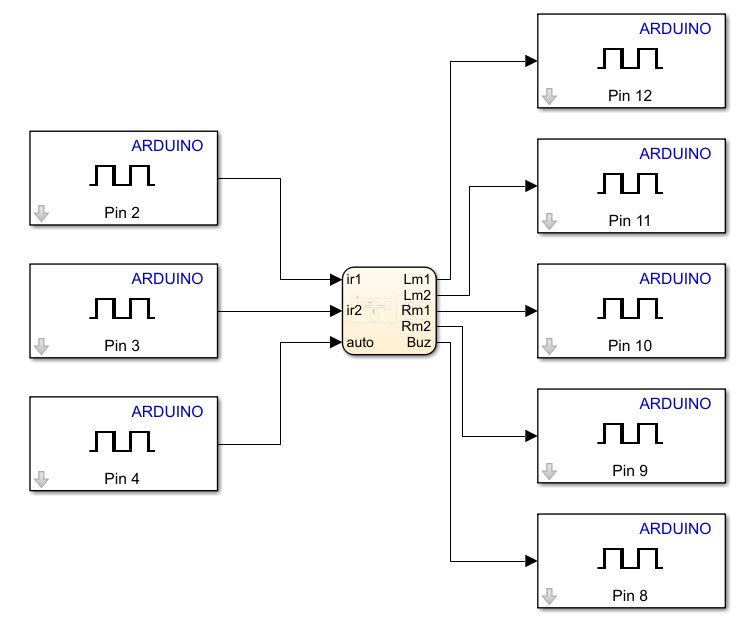 ARDUINO
Pin 2
ARDUINO
Pin 3
ARDUINO
Pin 4
ir1
ir2
auto
Lm1
Lm2
Rm1
Rm2
Buz
ARDUINO
Pin 12
ARDUINO
Pin 11
ARDUINO
Pin 10
ARDUINO
Pin 9
ARDUINO
Pin 8